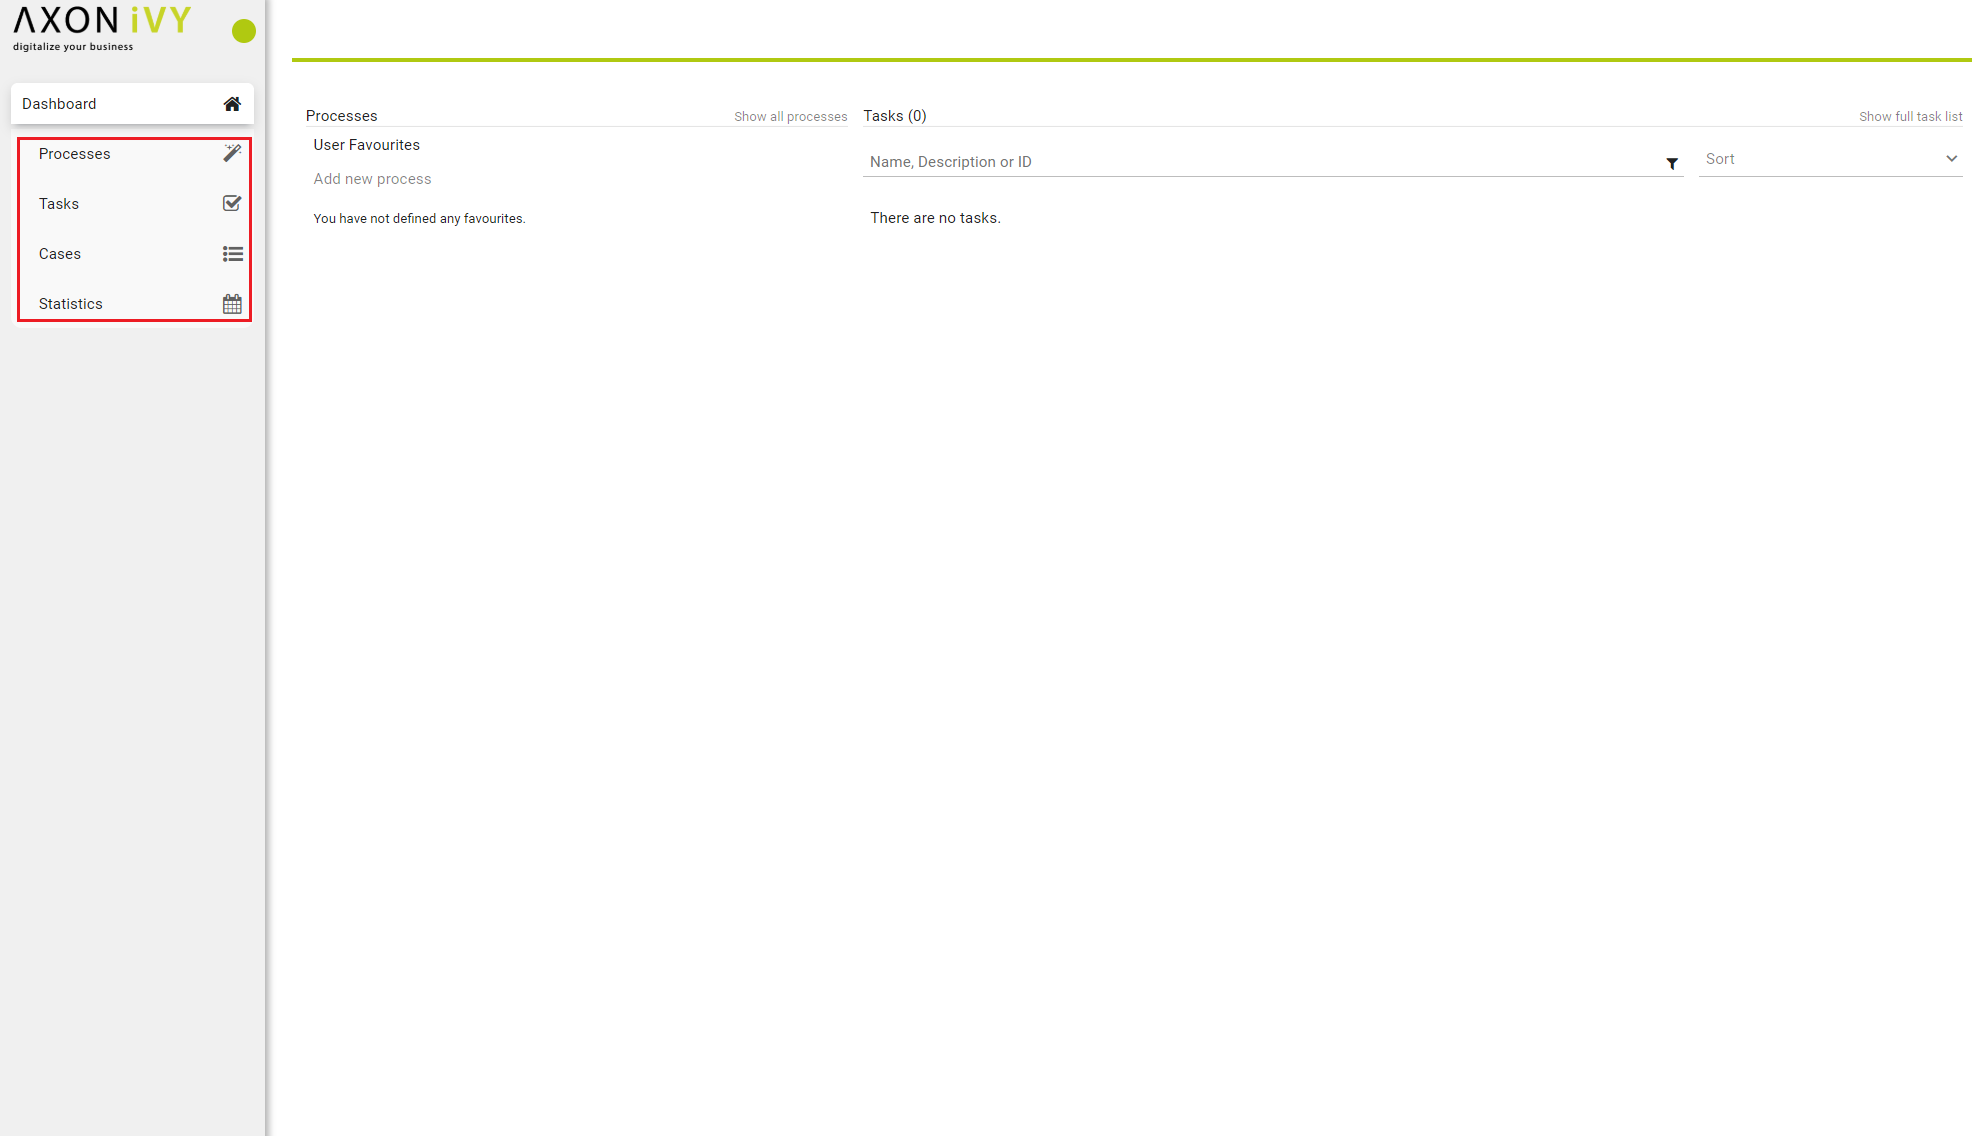 AXON iVY
digitalize your business
Dashboard
Processes
Tasks
Cases
Statistics
Processes
Show all processes
User Favourites
Add new process
You have not defined any favourites.
Tasks (0)
Show full task list
Name, Description or ID
Sort
There are no tasks.